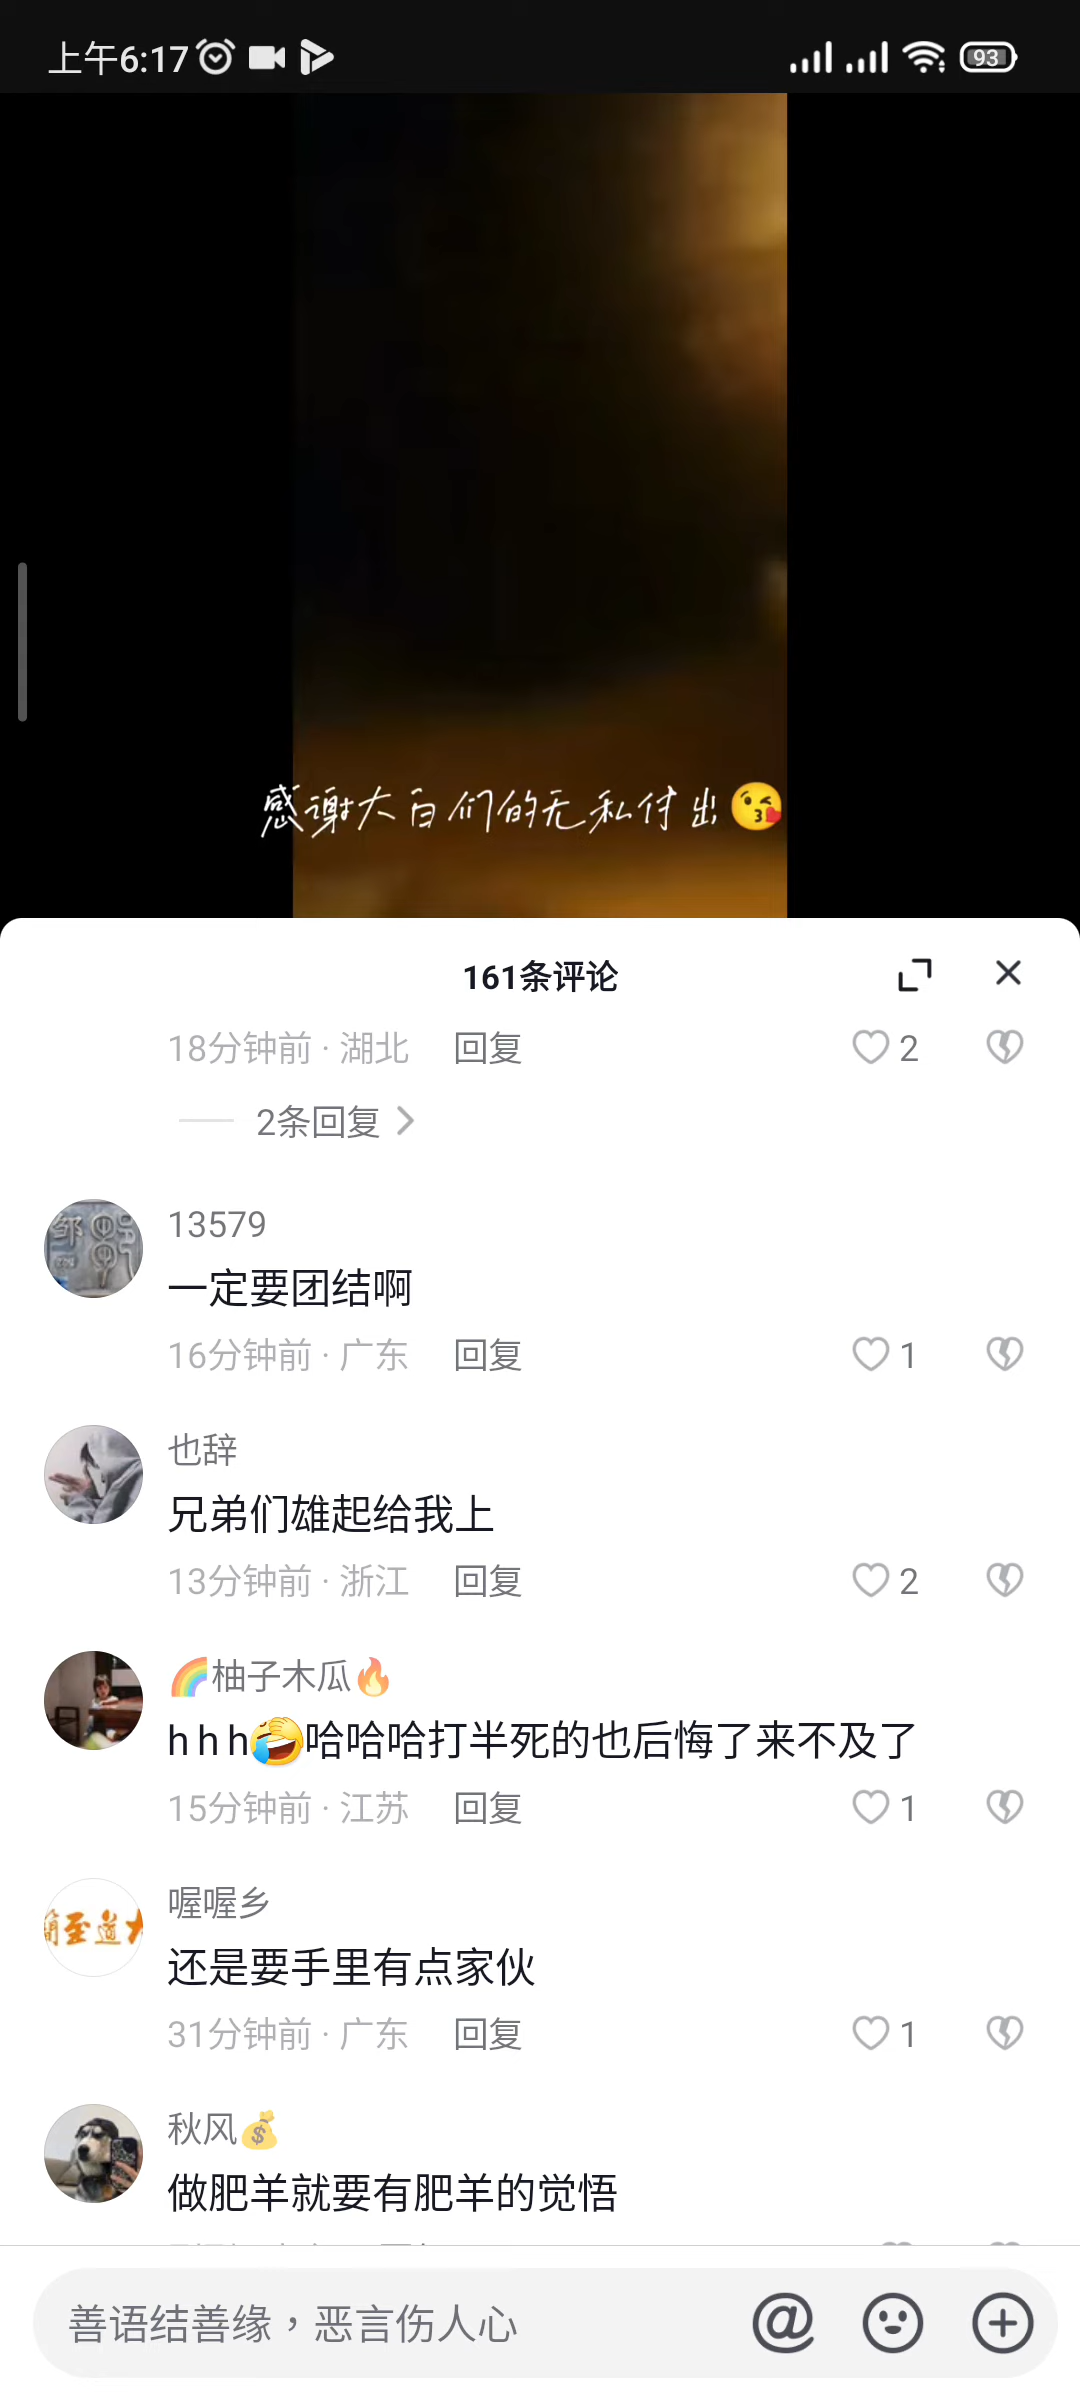 上午6:17
93
感谢大白们的无私付出😘
161条评论
18分钟前 · 湖北 回复 2
2条回复
13579
一定要团结啊
16分钟前 · 广东 回复 1
也辞
兄弟们雄起给我上
13分钟前 · 浙江 回复 2
🌈柚子木瓜🔥
h h h🤣哈哈哈打半死的也后悔了来不及了
15分钟前 · 江苏 回复 1
喔喔乡
至道
还是要手里有点家伙
31分钟前 · 广东 回复 1
秋风💰
做肥羊就要有肥羊的觉悟
善语结善缘，恶言伤人心